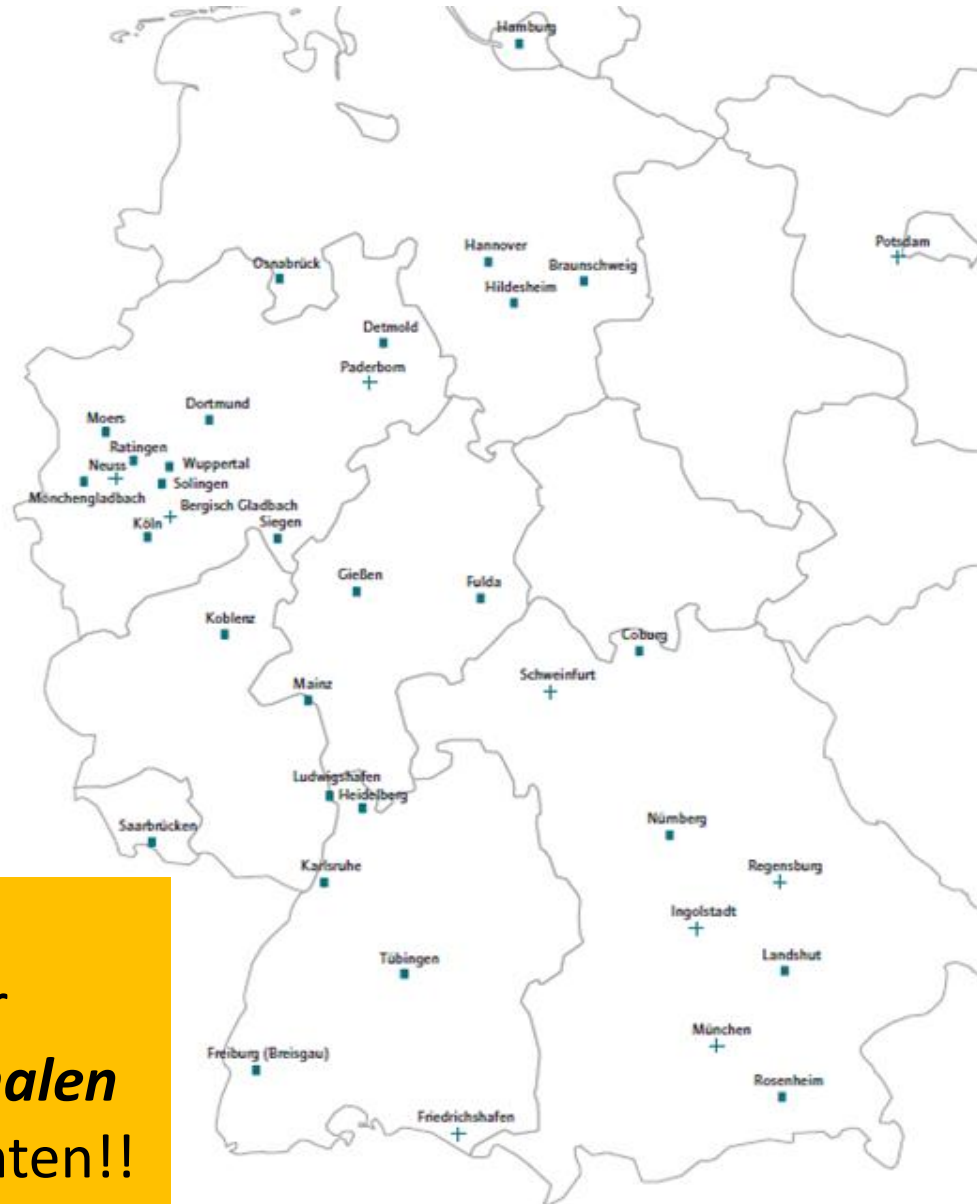 Hamburg
Potsdam
Hannover
Braunschweig
Osnabrück
Hildesheim
Detmold
Paderborn
Dortmund
Moers
Ratingen
Neuss
Wuppertal
Solingen
Mönchengladbach
Bergisch Gladbach
Köln
Siegen
Gießen
Fulda
Koblenz
Coburg
Schweinfurt
Mainz
Ludwigshafen
Heidelberg
Nürnberg
Saarbrücken
Karlsruhe
Regensburg
Ingolstadt
Tübingen
Landshut
München
Freiburg (Breisgau)
Rosenheim
Friedrichshafen
r
nalen
hten!!